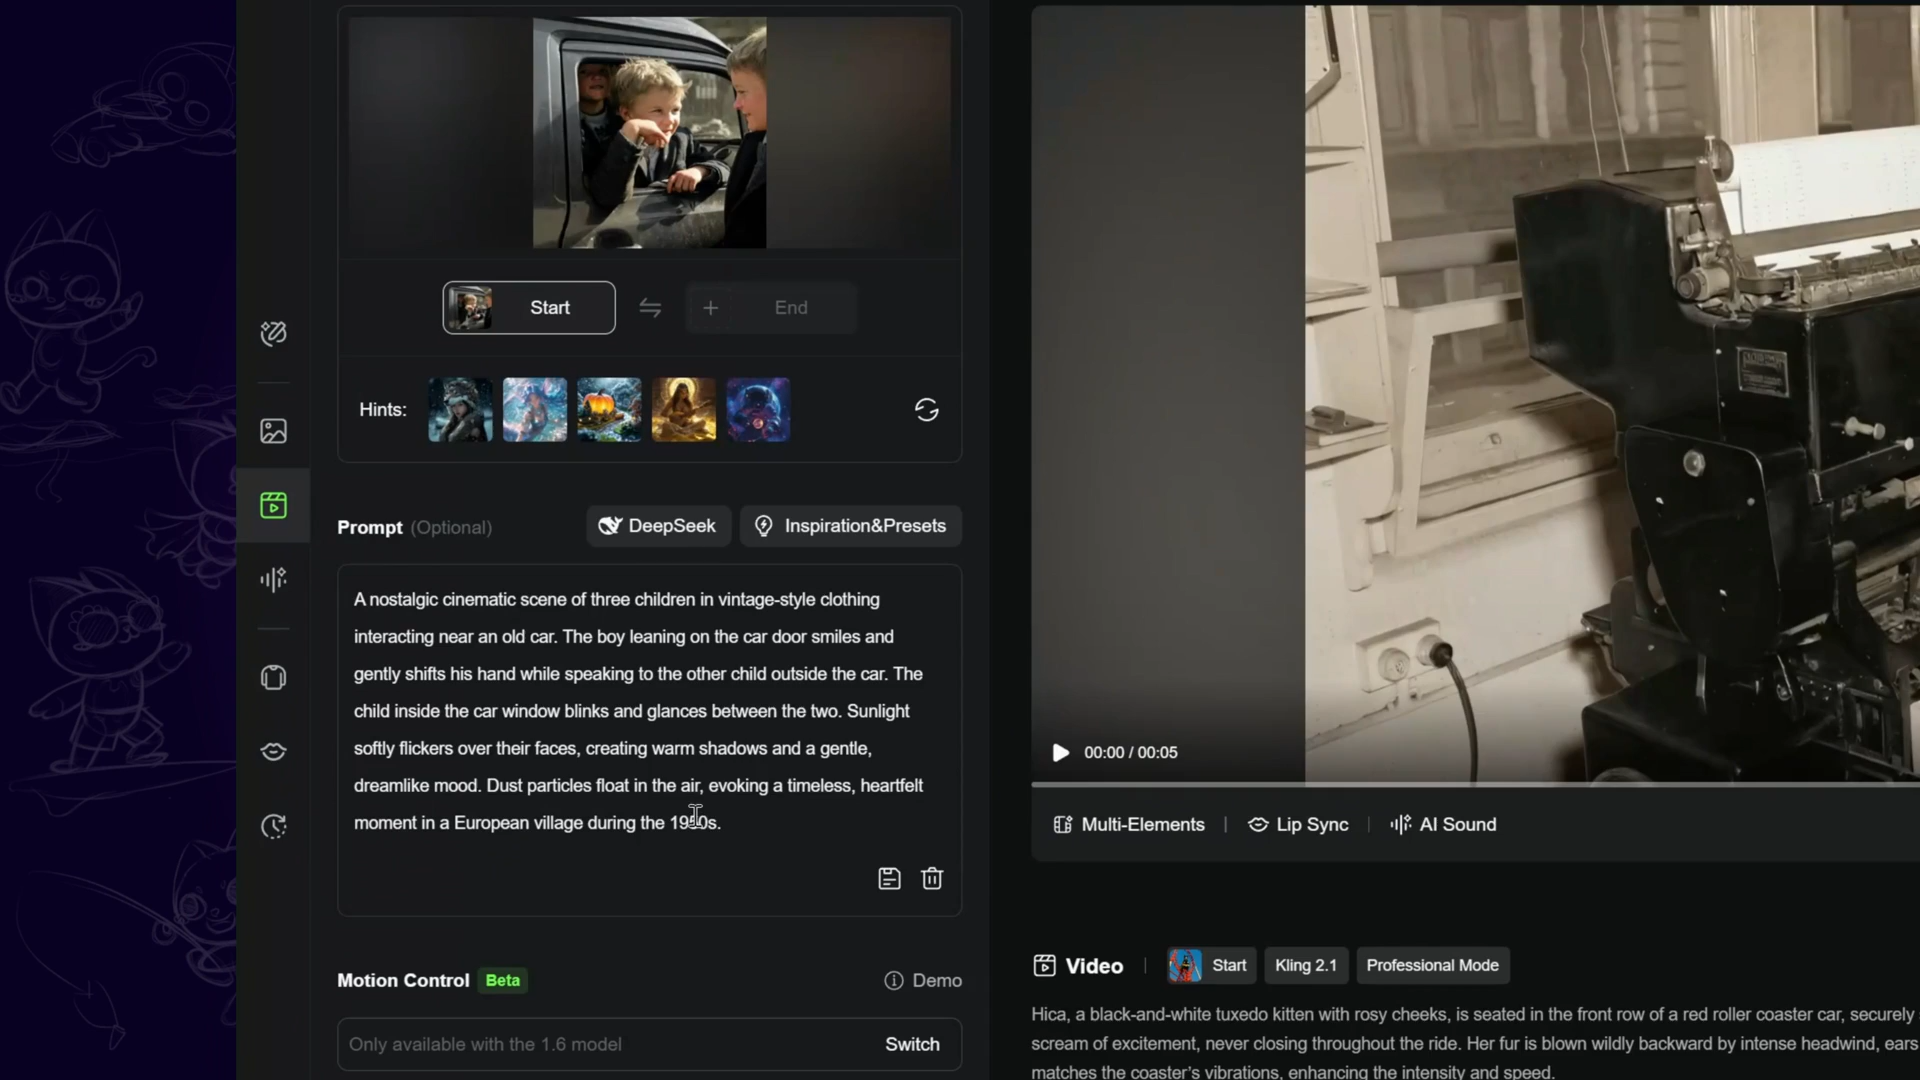 Start
End
Hints:
Prompt (Optional)
DeepSeek
Inspiration&Presets
A nostalgic cinematic scene of three children in vintage-style clothing
interacting near an old car. The boy leaning on the car door smiles and
gently shifts his hand while speaking to the other child outside the car. The
child inside the car window blinks and glances between the two. Sunlight
softly flickers over their faces, creating warm shadows and a gentle,
dreamlike mood. Dust particles float in the air, evoking a timeless, heartfelt
moment in a European village during the
Motion Control Beta
Demo
Only available with the 1.6 model
Switch
00:00 / 00:05
Multi-Elements | Lip Sync | AI Sound
Video | Start Kling 2.1 Professional Mode
Hica, a black-and-white tuxedo kitten with rosy cheeks, is seated in the front row of a red roller coaster car, securely
scream of excitement, never closing throughout the ride. Her fur is blown wildly backward by intense headwind, ears
matches the coaster's vibrations, enhancing the intensity and speed.